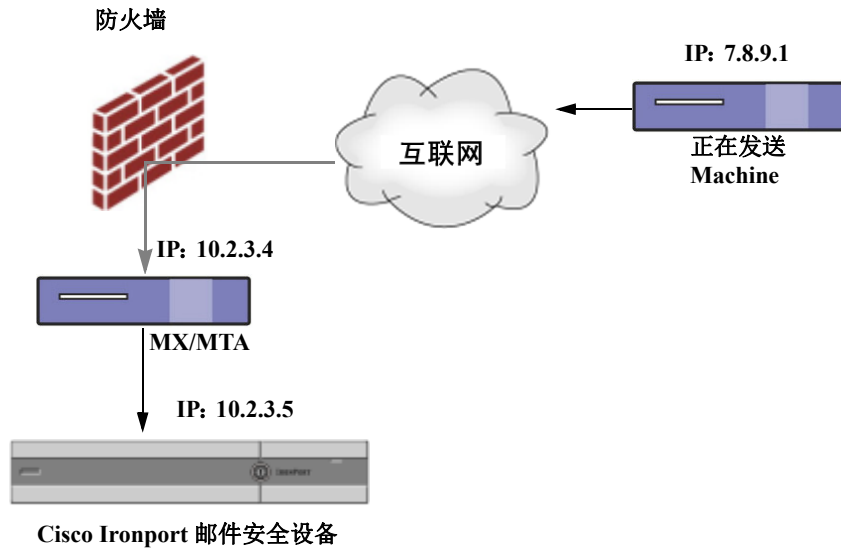 防火墙
IP: 7.8.9.1
互联网
正在发送
Machine
IP: 10.2.3.4
MX/MTA
IP: 10.2.3.5
IRONPORT
Cisco Ironport 邮件安全设备